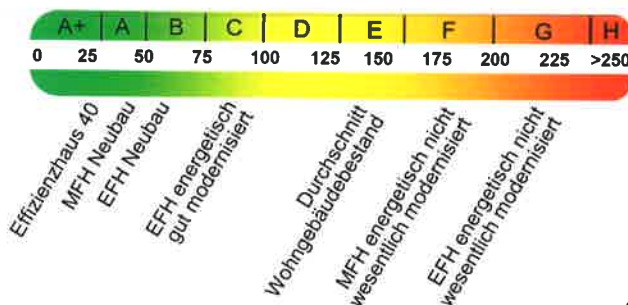 A+ A B C D E F G H
0 25 50 75 100 125 150 175 200 225 >250
Effizienzhaus 40
MFH Neubau
EFH Neubau
EFH energetisch
gut modernisiert
Durchschnitt
Wohngebäudebestand
MFH energetisch nicht
wesentlich modernisiert
EFH energetisch nicht
wesentlich modernisiert